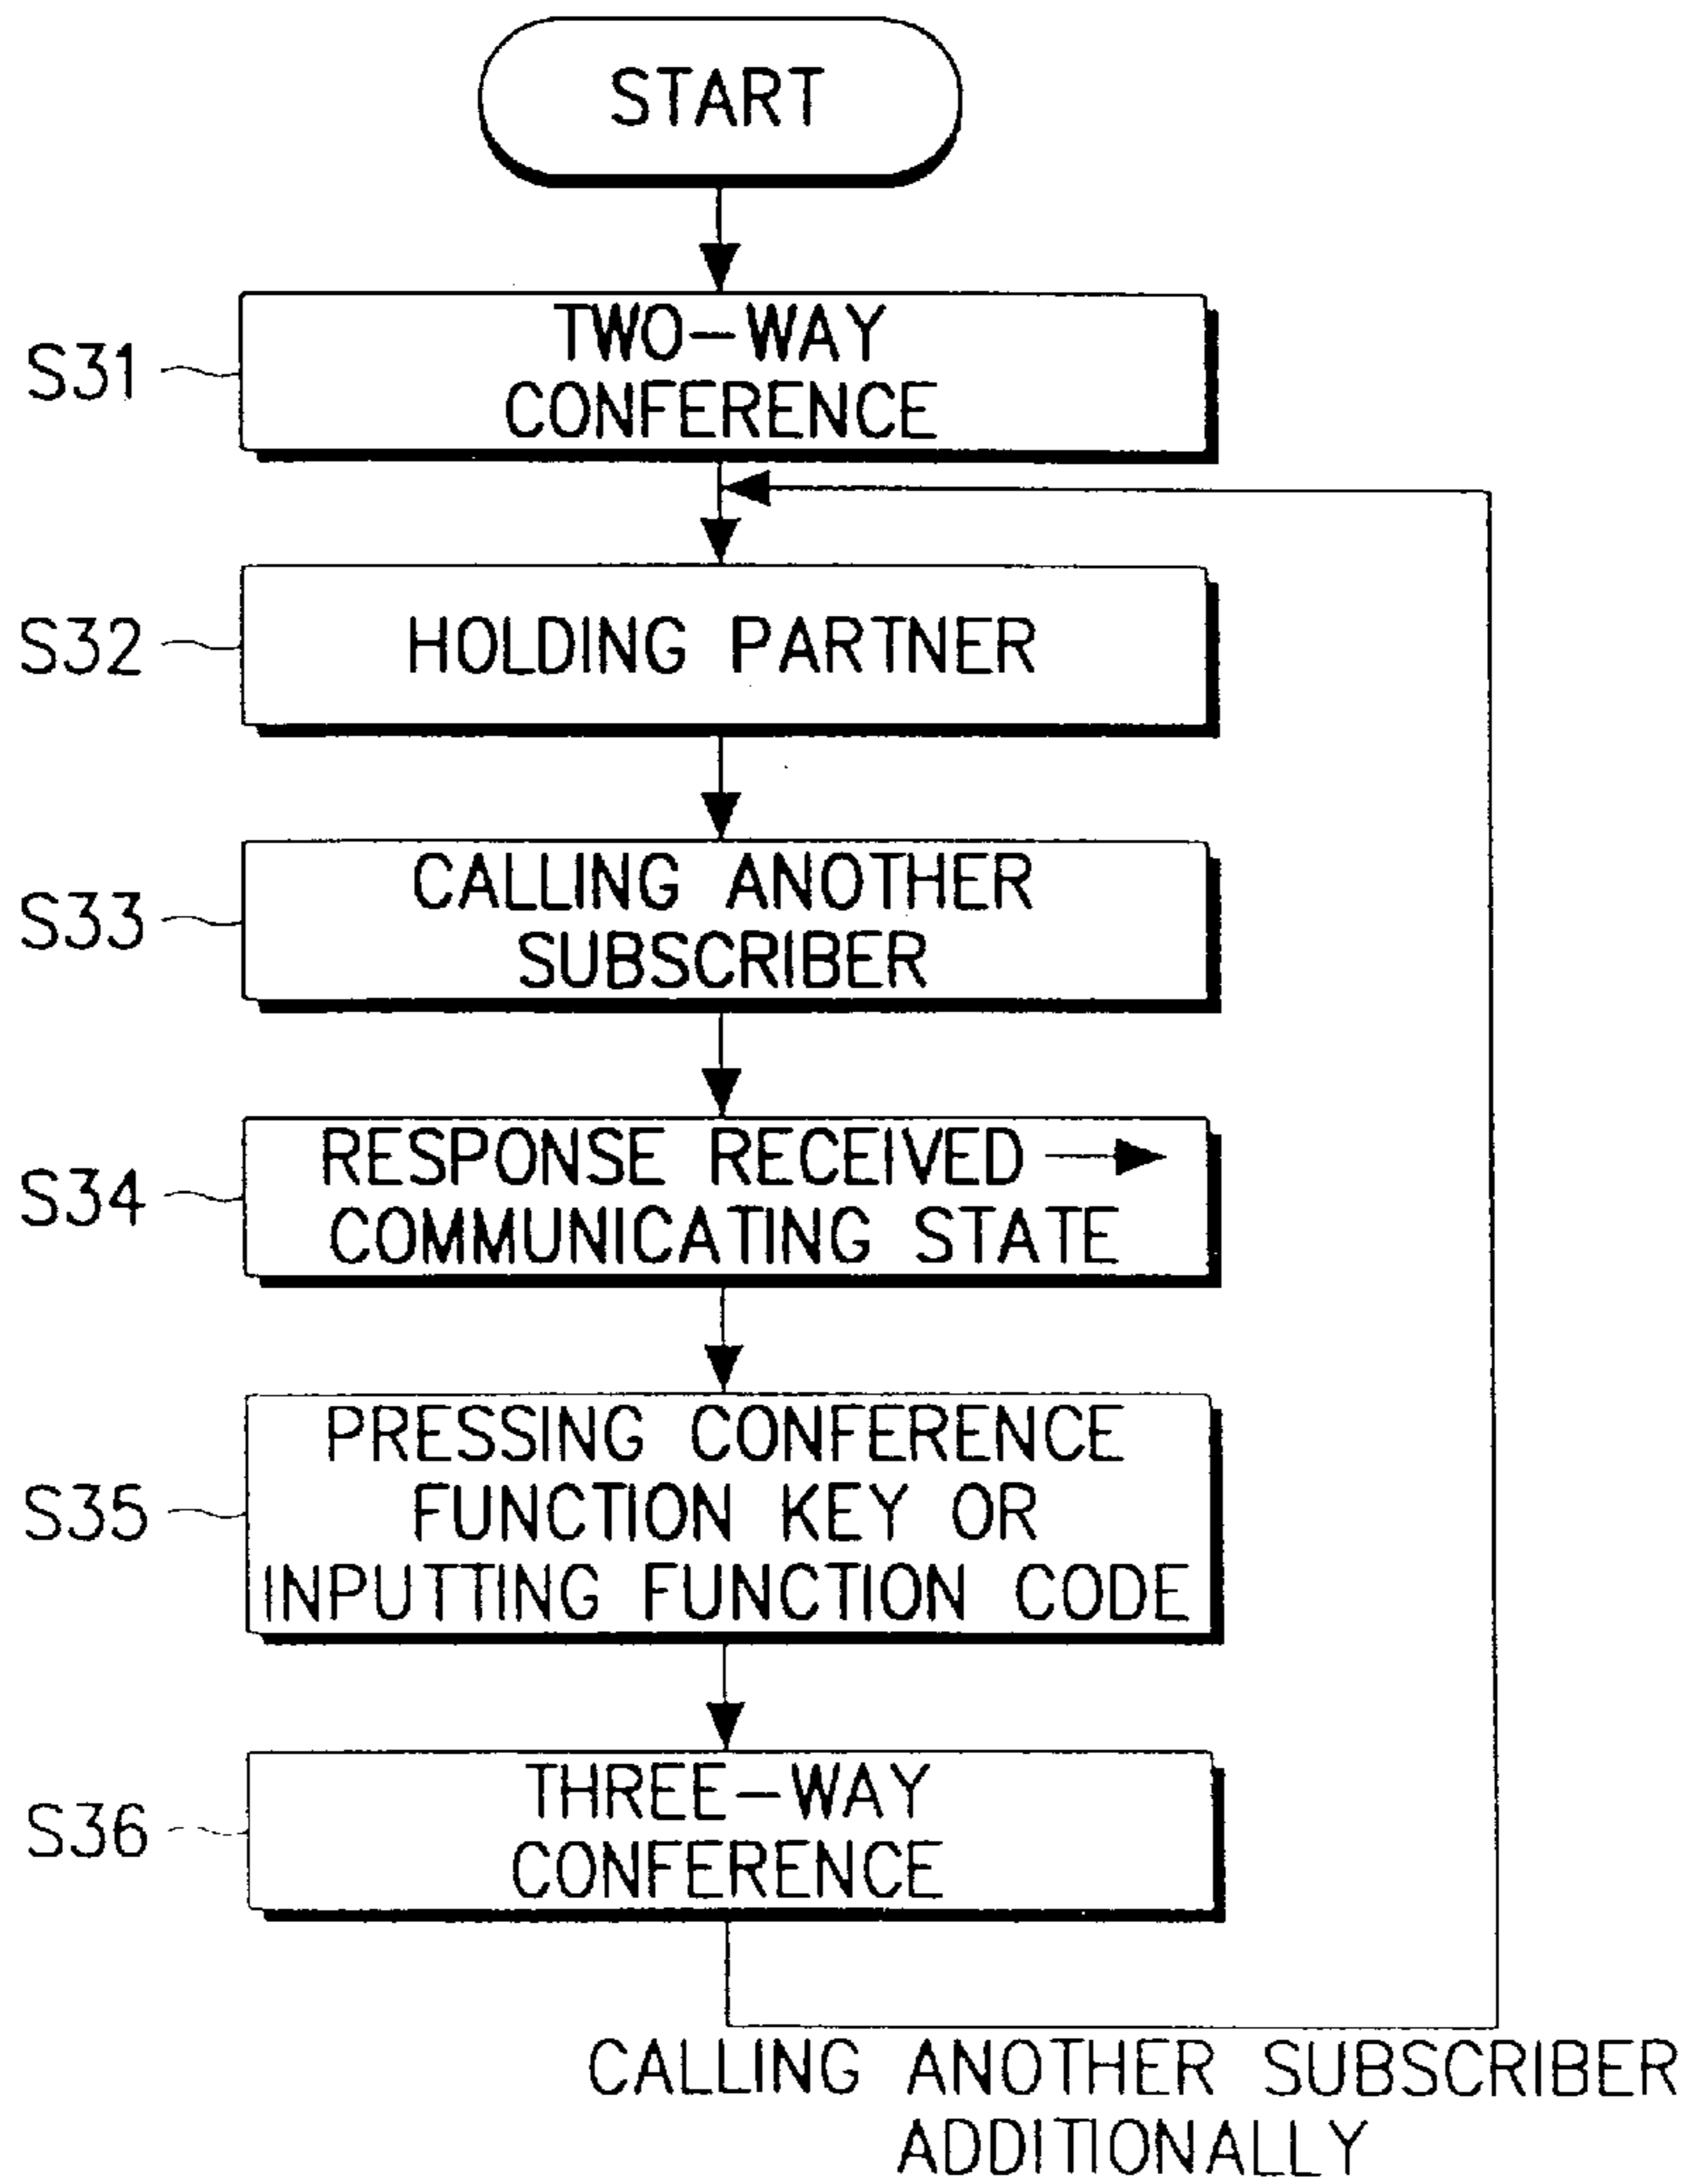 START
S31
TWO-WAY
CONFERENCE
S32
HOLDING PARTNER
S33
CALLING ANOTHER
SUBSCRIBER
S34
RESPONSE RECEIVED →
COMMUNICATING STATE
S35
PRESSING CONFERENCE
FUNCTION KEY OR
INPUTTING FUNCTION CODE
S36
THREE-WAY
CONFERENCE
CALLING ANOTHER SUBSCRIBER
ADDITIONALLY